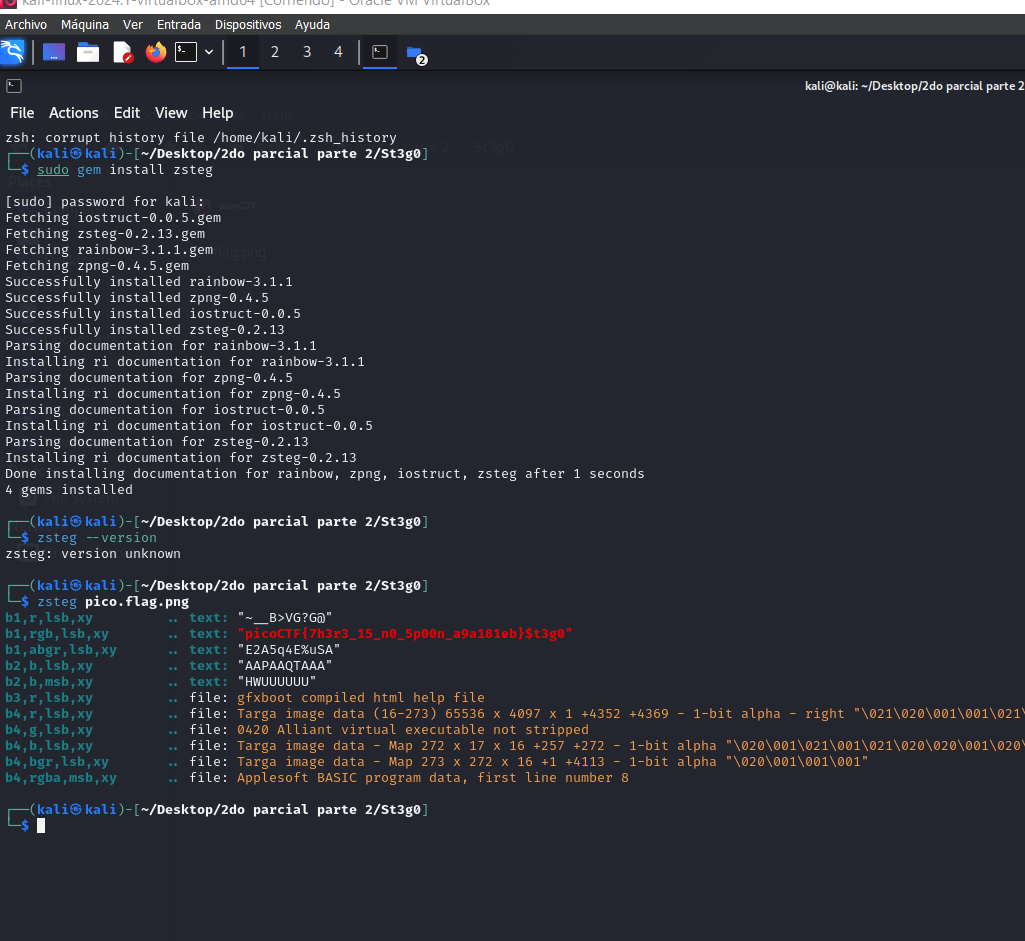 kali-linux-2024.1-virtualbox-amd64 [Corriendo] - Oracle VM VirtualBox
Archivo Máquina Ver Entrada Dispositivos Ayuda
1 2 3 4 2
kali@kali: ~/Desktop/2do parcial parte 2
File Actions Edit View Help
zsh: corrupt history file /home/kali/.zsh_history
┌──(kali㉿kali)-[~/Desktop/2do parcial parte 2/St3g0]
└─$ sudo gem install zsteg
[sudo] password for kali:
Fetching iostruct-0.0.5.gem
Fetching zsteg-0.2.13.gem
Fetching rainbow-3.1.1.gem
Fetching zpng-0.4.5.gem
Successfully installed rainbow-3.1.1
Successfully installed zpng-0.4.5
Successfully installed iostruct-0.0.5
Successfully installed zsteg-0.2.13
Parsing documentation for rainbow-3.1.1
Installing ri documentation for rainbow-3.1.1
Parsing documentation for zpng-0.4.5
Installing ri documentation for zpng-0.4.5
Parsing documentation for iostruct-0.0.5
Installing ri documentation for iostruct-0.0.5
Parsing documentation for zsteg-0.2.13
Installing ri documentation for zsteg-0.2.13
Done installing documentation for rainbow, zpng, iostruct, zsteg after 1 seconds
4 gems installed
┌──(kali㉿kali)-[~/Desktop/2do parcial parte 2/St3g0]
└─$ zsteg --version
zsteg: version unknown
┌──(kali㉿kali)-[~/Desktop/2do parcial parte 2/St3g0]
└─$ zsteg pico.flag.png
b1,r,lsb,xy .. text: "~__B>VG?G@"
b1,rgb,lsb,xy .. text: "picoCTF{7h3r3_15_n0_5p00n_a9a181eb}$t3g0"
b1,abgr,lsb,xy .. text: "E2A5q4E%uSA"
b2,b,lsb,xy .. text: "AAPAAQTAAA"
b2,b,msb,xy .. text: "HWUUUUUU"
b3,r,lsb,xy .. file: gfxboot compiled html help file
b4,r,lsb,xy .. file: Targa image data (16-273) 65536 x 4097 x 1 +4352 +4369 - 1-bit alpha - right "\021\020\001\001\021\
b4,g,lsb,xy .. file: 0420 Alliant virtual executable not stripped
b4,b,lsb,xy .. file: Targa image data - Map 272 x 17 x 16 +257 +272 - 1-bit alpha "\020\001\021\001\021\020\020\001\020\
b4,bgr,lsb,xy .. file: Targa image data - Map 273 x 272 x 16 +1 +4113 - 1-bit alpha "\020\001\001\001"
b4,rgba,msb,xy .. file: Applesoft BASIC program data, first line number 8
┌──(kali㉿kali)-[~/Desktop/2do parcial parte 2/St3g0]
└─$